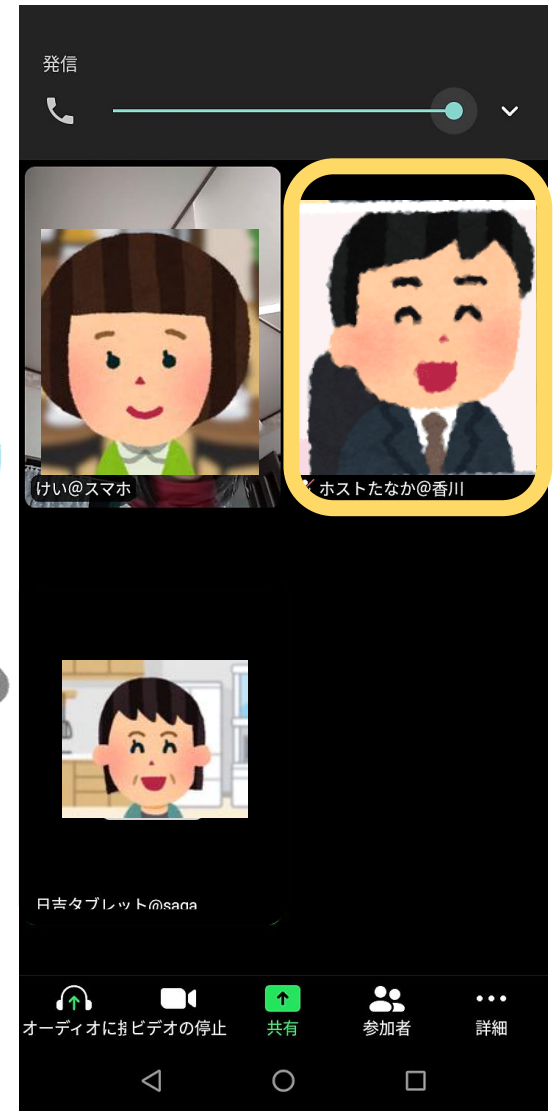 発信
けい@スマホ
ホストたなか@香川
日吉タブレット@saga
オーディオに接
ビデオの停止
共有
参加者
詳細